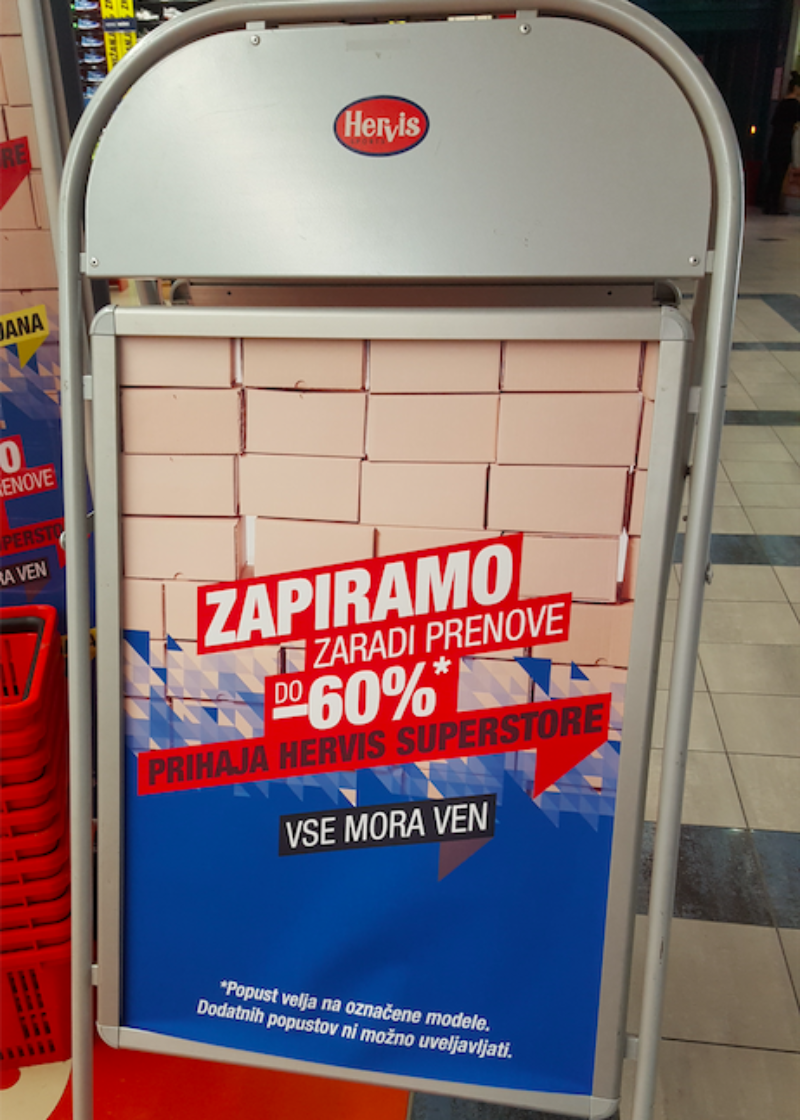 Hervis
SPORTS
ZAPIRAMO
ZARADI PRENOVE
DO
–60%*
PRIHAJA HERVIS SUPERSTORE
VSE MORA VEN
*Popust velja na označene modele.
Dodatnih popustov ni možno uveljavljati.